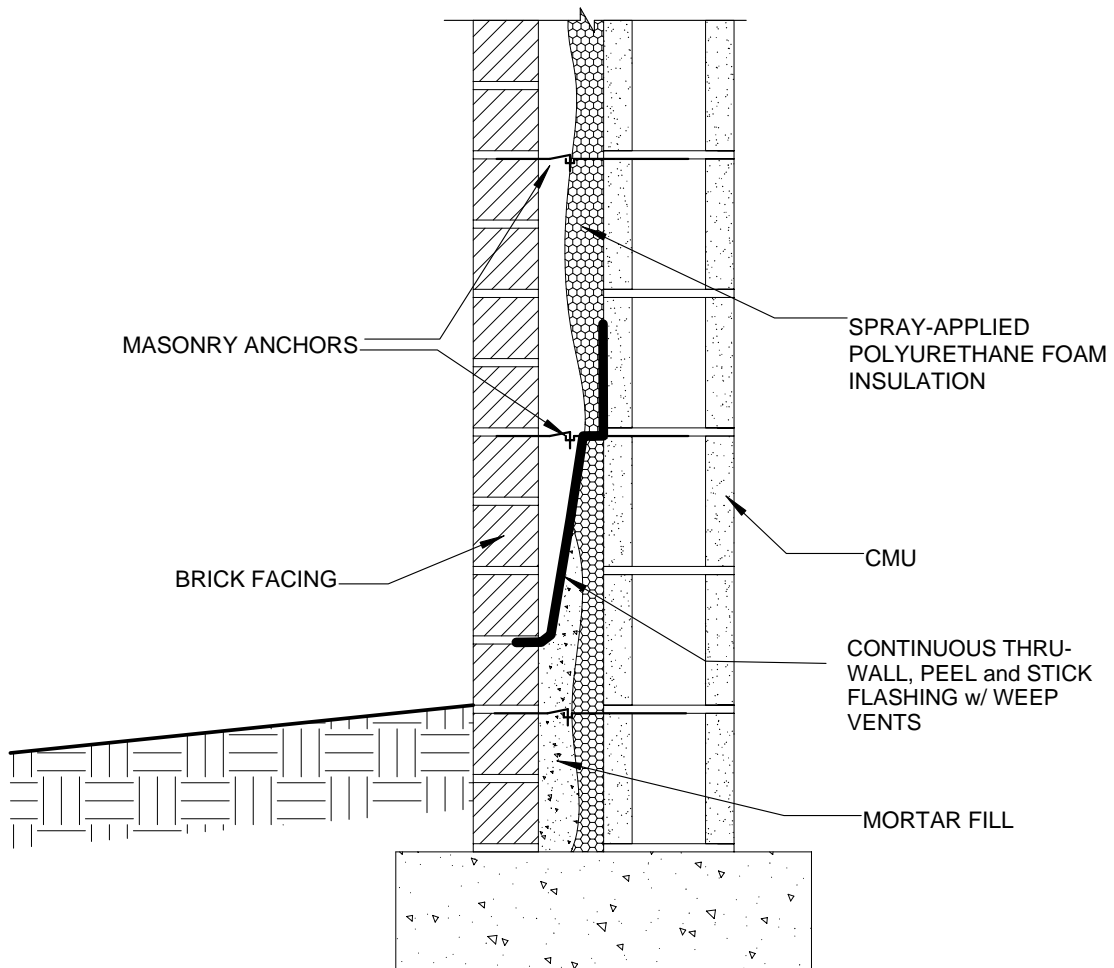 MASONRY ANCHORS
SPRAY-APPLIED
POLYURETHANE FOAM
INSULATION
BRICK FACING
CMU
CONTINUOUS THRU-
WALL, PEEL and STICK
FLASHING w/ WEEP
VENTS
MORTAR FILL